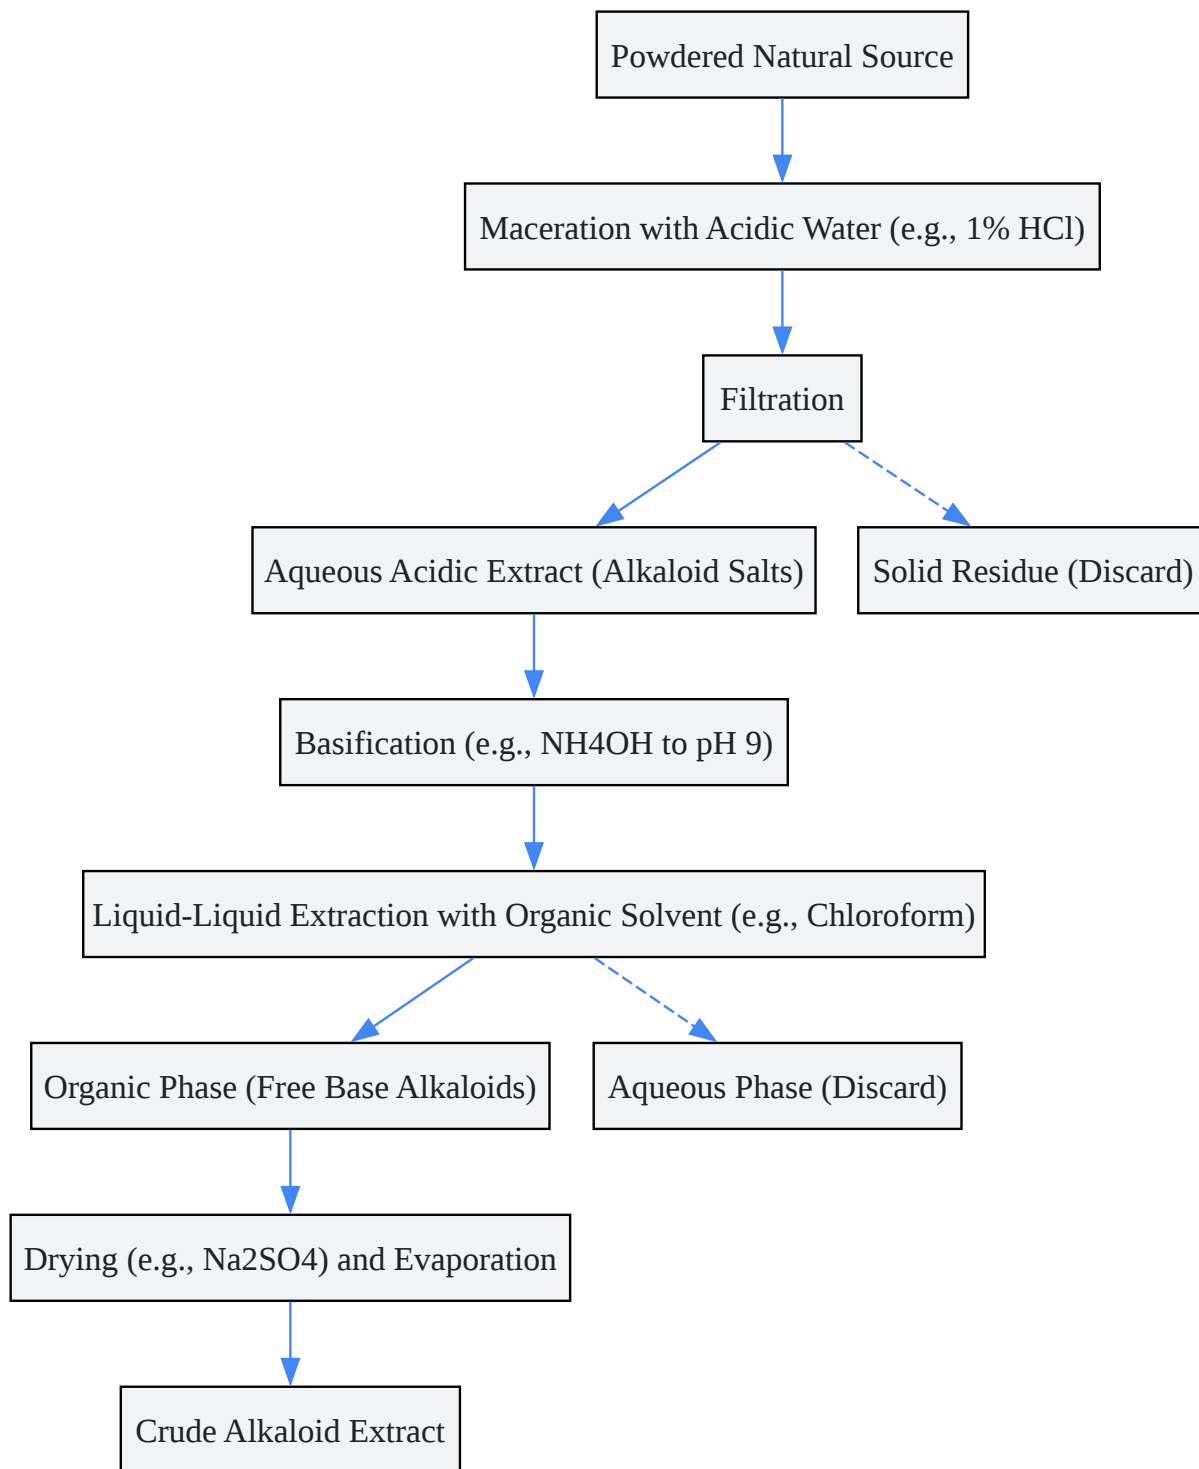 Powdered Natural Source
Maceration with Acidic Water (e.g., 1% HCl)
Filtration
Aqueous Acidic Extract (Alkaloid Salts)
Solid Residue (Discard)
Basification (e.g., NH4OH to pH 9)
Liquid-Liquid Extraction with Organic Solvent (e.g., Chloroform)
Organic Phase (Free Base Alkaloids)
Aqueous Phase (Discard)
Drying (e.g., Na2SO4) and Evaporation
Crude Alkaloid Extract